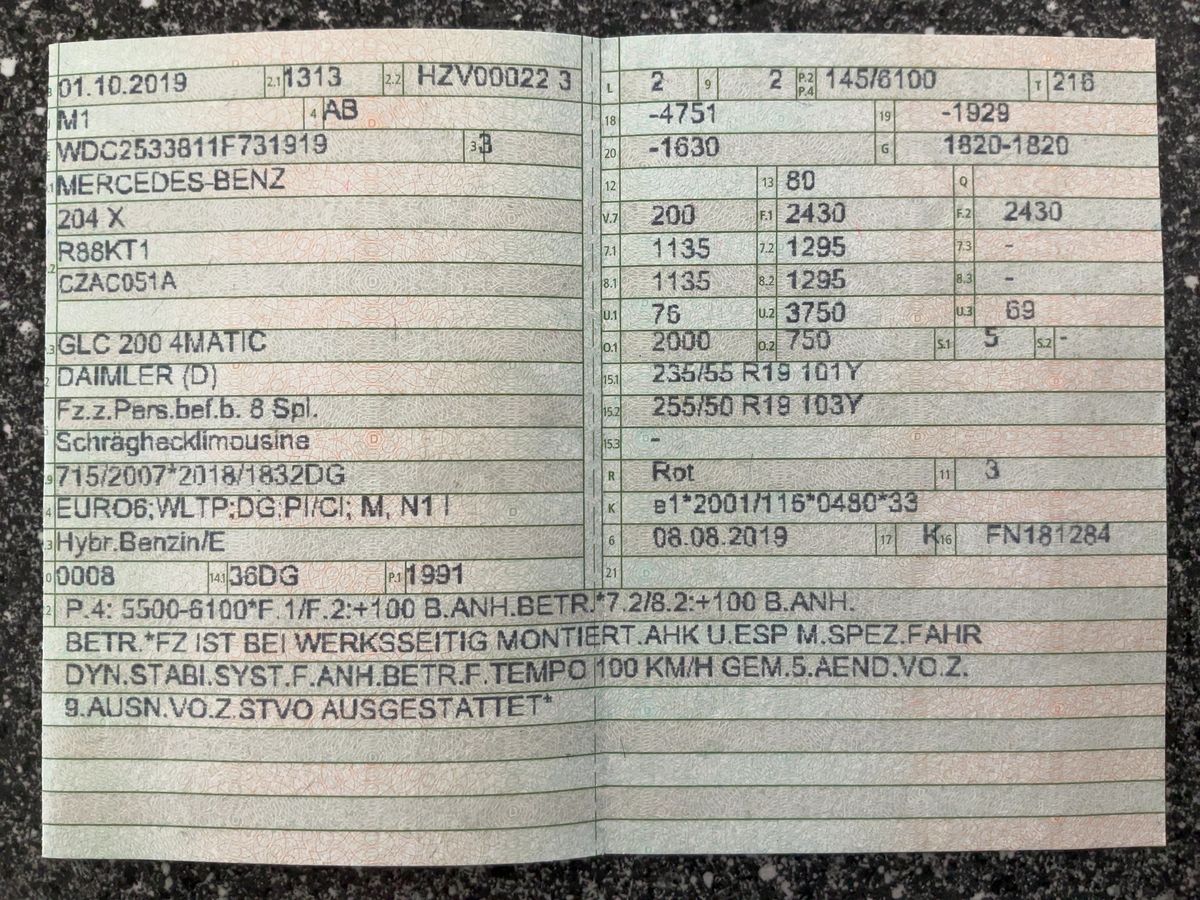 B 01.10.2019 2.1 1313 2.2 HZV00022 3
M1 4 AB
WDC2533811F731919 3 3
.1 MERCEDES-BENZ
204 X
R88KT1
.2 CZAC051A
.3 GLC 200 4MATIC
2 DAIMLER (D)
Fz.z.Pers.bef.b. 8 Spl.
5 Schräghecklimousine
.9 715/2007*2018/1832DG
4 EURO6;WLTP;DG;PI/CI; M, N1 I
.3 Hybr.Benzin/E
0 0008 14.1 36DG P.1 1991
L 2 9 2 P.2 P.4 145/6100 T 216
18 -4751 19 -1929
20 -1630 G 1820-1820
12 13 80 Q
V.7 200 F.1 2430 F.2 2430
7.1 1135 7.2 1295 7.3 -
8.1 1135 8.2 1295 8.3 -
U.1 76 U.2 3750 U.3 69
O.1 2000 O.2 750 S.1 5 S.2 -
15.1 235/55 R19 101Y
15.2 255/50 R19 103Y
15.3 -
R Rot 11 3
K e1*2001/116*0480*33
6 08.08.2019 17 K 16 FN181284
21
22 P.4: 5500-6100*F.1/F.2:+100 B.ANH.BETR.*7.2/8.2:+100 B.ANH.
BETR.*FZ IST BEI WERKSSEITIG MONTIERT.AHK U.ESP M.SPEZ.FAHR
DYN.STABI.SYST.F.ANH.BETR.F.TEMPO 100 KM/H GEM.5.AEND.VO.Z.
9.AUSN.VO.Z.STVO AUSGESTATTET*